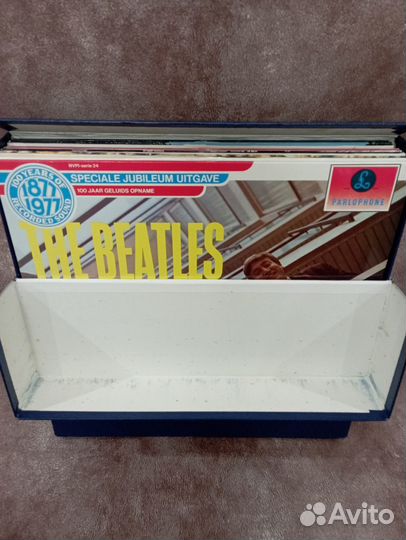 NVPI-serie 24
SPECIALE JUBILEUM UITGAVE
100 JAAR GELUIDS OPNAME
100 YEARS OF
1877
1977
RECORDED SOUND
PARLOPHONE
THE BEATLES
Avito